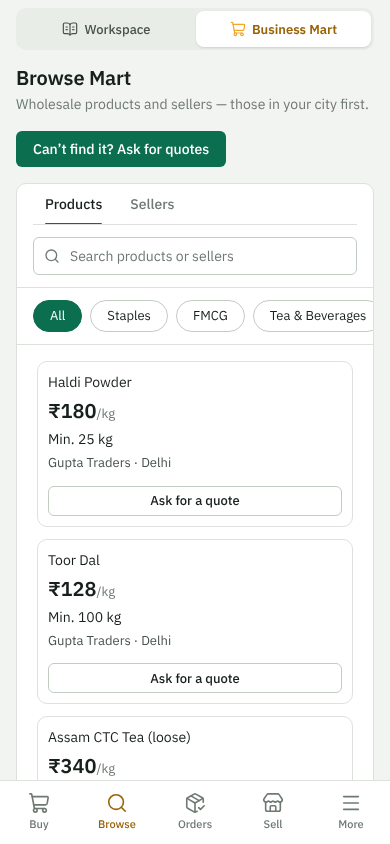 Workspace
Business Mart
Browse Mart
Wholesale products and sellers — those in your city first.
Can’t find it? Ask for quotes
Products
Sellers
Search products or sellers
All
Staples
FMCG
Tea & Beverages
Haldi Powder
₹180/kg
Min. 25 kg
Gupta Traders · Delhi
Ask for a quote
Toor Dal
₹128/kg
Min. 100 kg
Gupta Traders · Delhi
Ask for a quote
Assam CTC Tea (loose)
₹340/kg
Buy
Browse
Orders
Sell
More